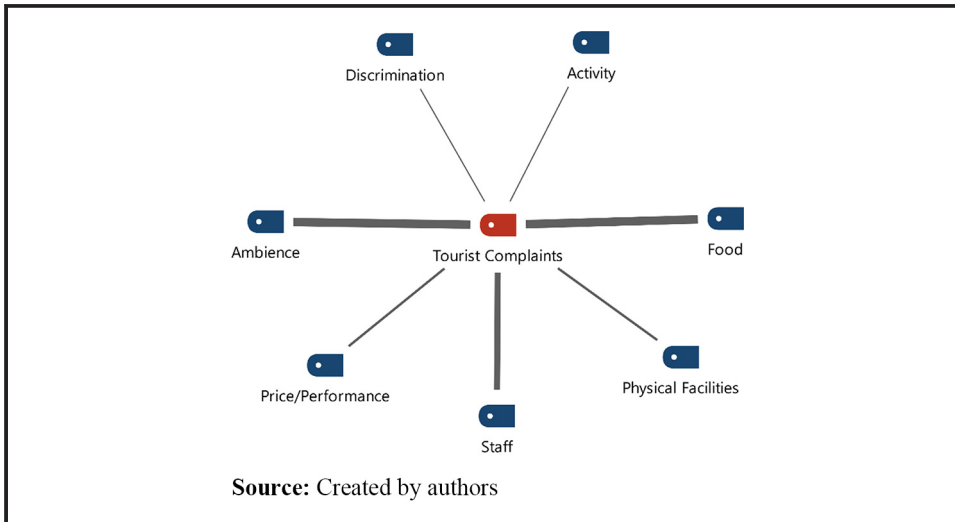 Discrimination
Activity
Ambience
Tourist Complaints
Food
Price/Performance
Physical Facilities
Staff
Source: Created by authors